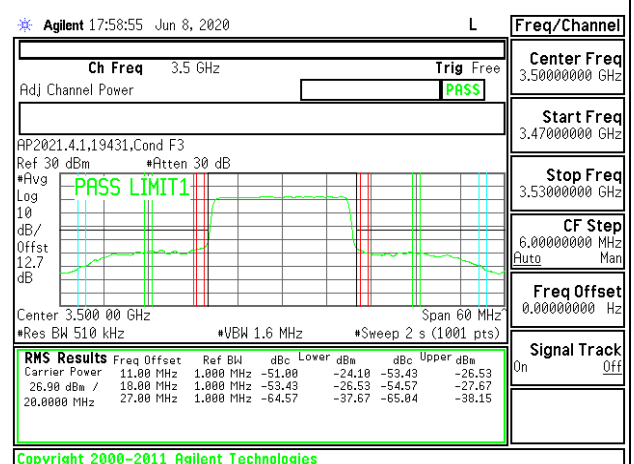 Agilent 17:58:55 Jun 8, 2020 L
Freq/Channel
Ch Freq 3.5 GHz Trig Free
Adj Channel Power PASS
Center Freq
3.50000000 GHz
Start Freq
3.47000000 GHz
AP2021.4.1,19431,Cond F3
Ref 30 dBm #Atten 30 dB
#Avg
Log
10
dB/
Offst
12.7
dB
PASS LIMIT1
Stop Freq
3.53000000 GHz
CF Step
6.00000000 MHz
Auto Man
Freq Offset
0.00000000 Hz
Center 3.500 00 GHz Span 60 MHz
#Res BW 510 kHz #VBW 1.6 MHz #Sweep 2 s (1001 pts)
Signal Track
On Off
RMS Results Freq Offset Ref BW dBc Lower dBm dBc Upper dBm
Carrier Power 11.00 MHz 1.000 MHz -51.00 -24.10 -53.43 -26.53
26.90 dBm / 18.00 MHz 1.000 MHz -53.43 -26.53 -54.57 -27.67
20.0000 MHz 27.00 MHz 1.000 MHz -64.57 -37.67 -65.04 -38.15
Copyright 2000-2011 Agilent Technologies